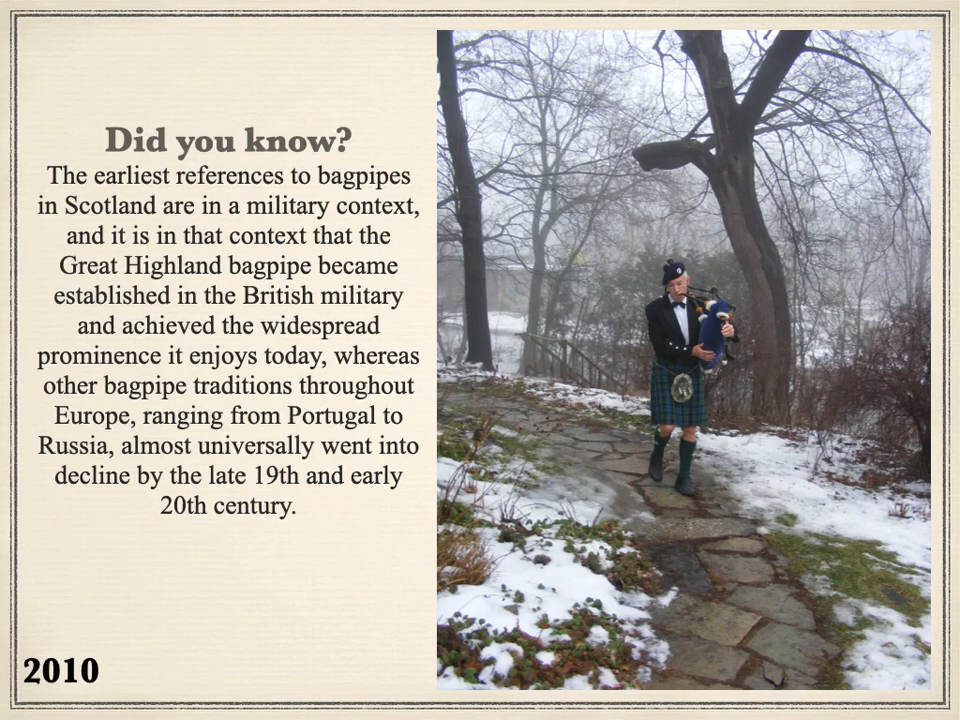 Did you know?
The earliest references to bagpipes
in Scotland are in a military context,
and it is in that context that the
Great Highland bagpipe became
established in the British military
and achieved the widespread
prominence it enjoys today, whereas
other bagpipe traditions throughout
Europe, ranging from Portugal to
Russia, almost universally went into
decline by the late 19th and early
20th century.
2010